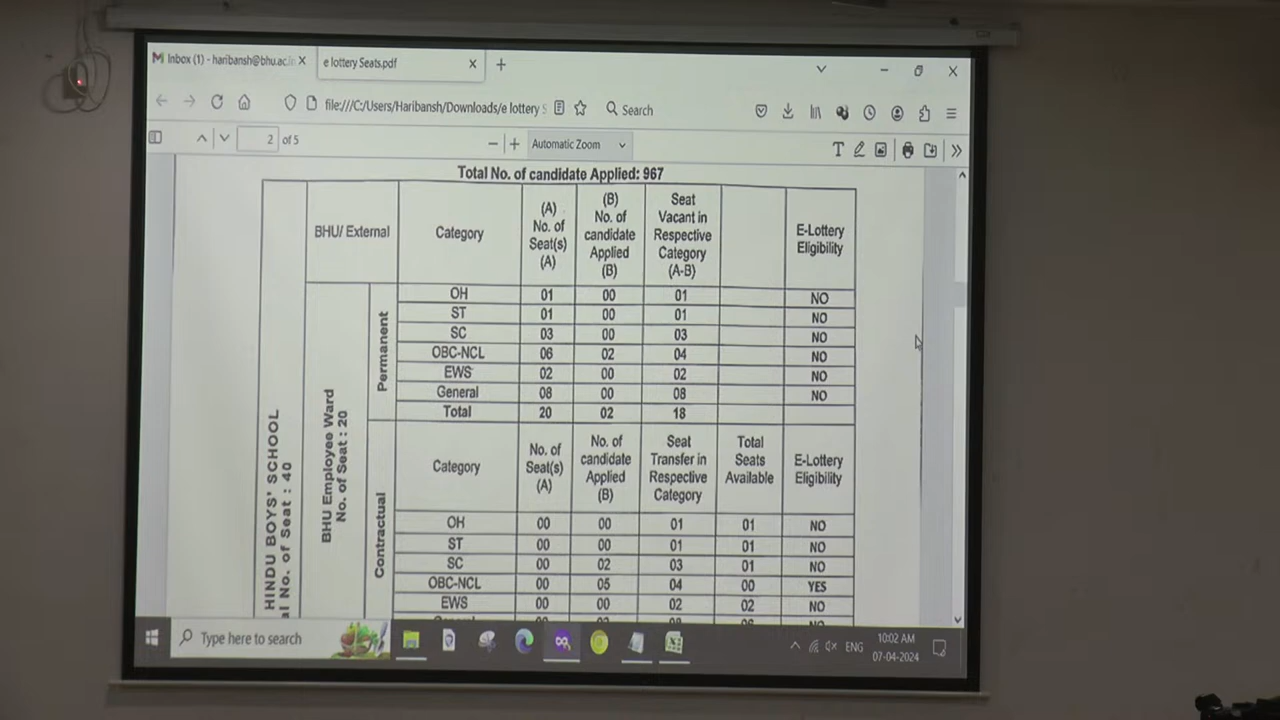 Inbox (1) - haribansh@bhu.ac.in
e lottery Seats.pdf
file:///C:/Users/Haribansh/Downloads/e lottery S
Search
2 of 5
Automatic Zoom
Total No. of candidate Applied: 967
HINDU BOYS' SCHOOL
No. of Seat : 40
BHU/ External
Category
(A) No. of Seat(s) (A)
(B) No. of candidate Applied (B)
Seat Vacant in Respective Category (A-B)
E-Lottery Eligibility
BHU Employee Ward
No. of Seat : 20
Permanent
OH 01 00 01 NO
ST 01 00 01 NO
SC 03 00 03 NO
OBC-NCL 06 02 04 NO
EWS 02 00 02 NO
General 08 00 08 NO
Total 20 02 18
Contractual
Category
No. of Seat(s) (A)
No. of candidate Applied (B)
Seat Transfer in Respective Category
Total Seats Available
E-Lottery Eligibility
OH 00 00 01 01 NO
ST 00 00 01 01 NO
SC 00 02 03 01 NO
OBC-NCL 00 05 04 00 YES
EWS 00 00 02 02 NO
Type here to search
ENG
10:02 AM
07-04-2024